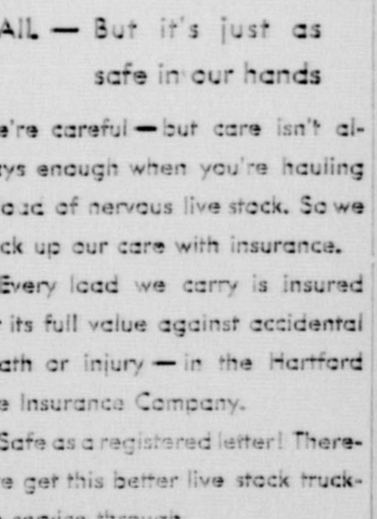 AIL — But it's just as
safe in our hands
e're careful — but care isn't al-
ys enough when you're hauling
oad of nervous live stock. So we
ck up our care with insurance.
Every load we carry is insured
its full value against accidental
ath or injury — in the Hartford
e Insurance Company.
Safe as a registered letter! There-
e get this better live stock truck-
service through